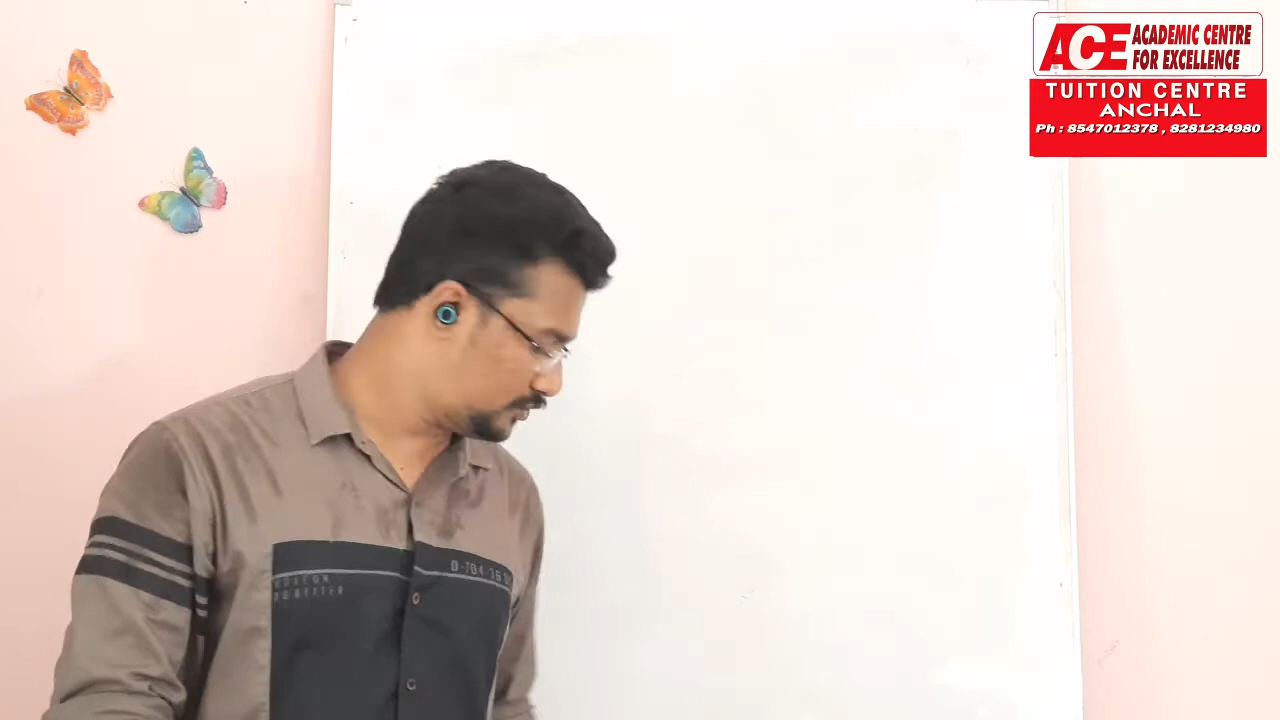 ACE ACADEMIC CENTRE
FOR EXCELLENCE
TUITION CENTRE
ANCHAL
Ph : 8547012378 , 8281234980